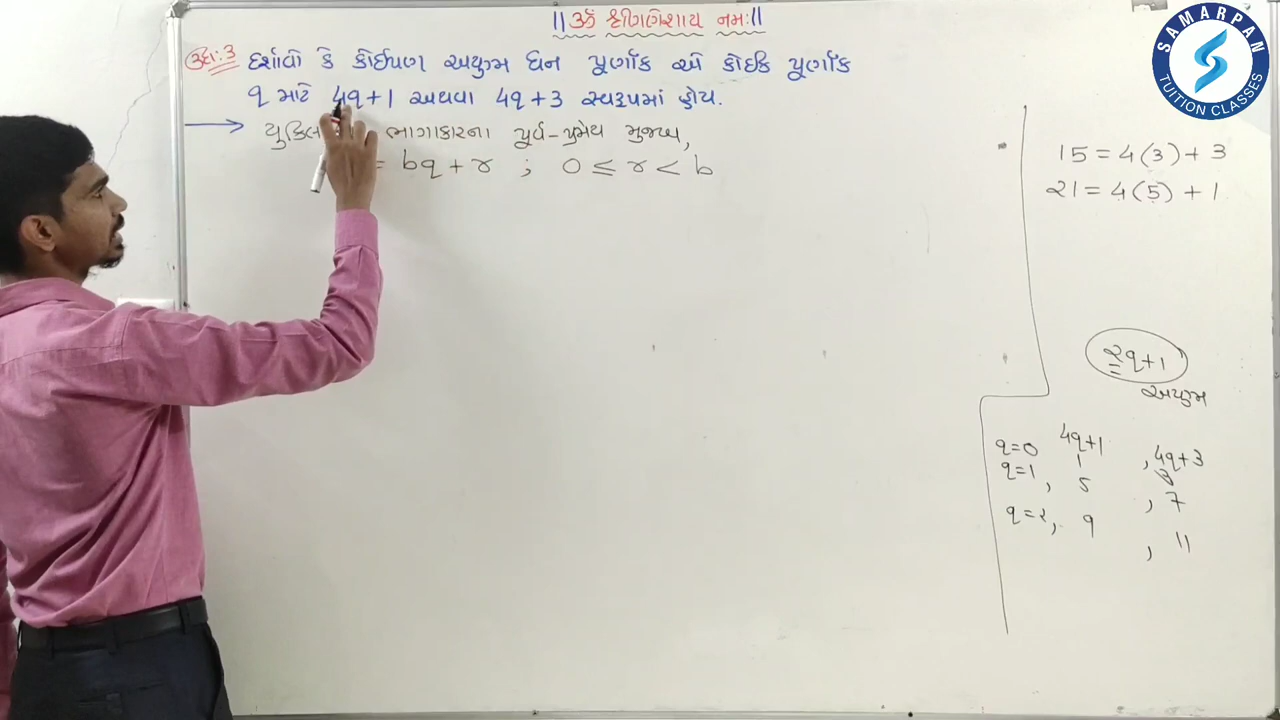 ॥ ૐ શ્રી ગણેશાય નમઃ ॥
ઉદા:૩ દર્શાવો કે કોઈપણ અયુગ્મ ધન પૂર્ણાંક એ કોઈક પૂર્ણાંક
q માટે 4q+1 અથવા 4q+3 સ્વરૂપમાં હોય.
ભાગાકારના પૂર્વ-પ્રમેય મુજબ,
= bq + r ; 0 ≤ r < b
15 = 4(3) + 3
21 = 4(5) + 1
2q+1
અયુગ્મ
4q+1 , 4q+3
q=0 1 3
q=1, 5 , 7
q=2, 9 , 11
SAMARPAN
TUITION CLASSES